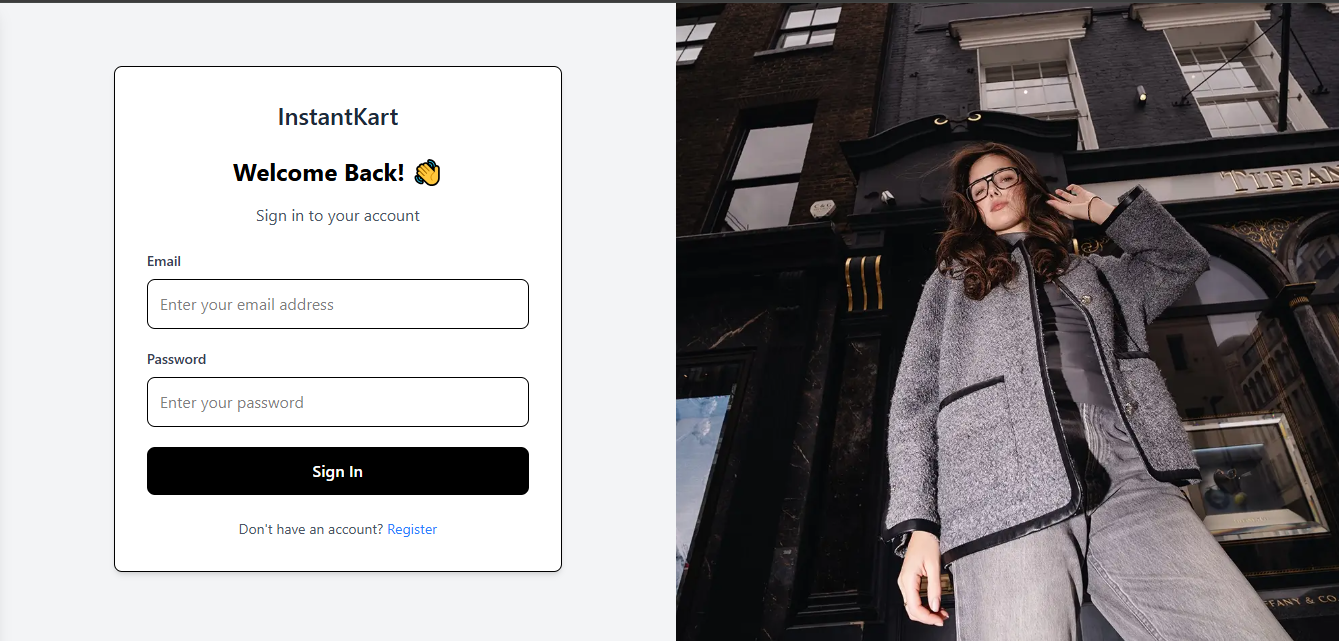 InstantKart
Welcome Back! 👋
Sign in to your account
Email
Enter your email address
Password
Enter your password
Sign In
Don't have an account? Register
TIFFAN
FFANY & CO